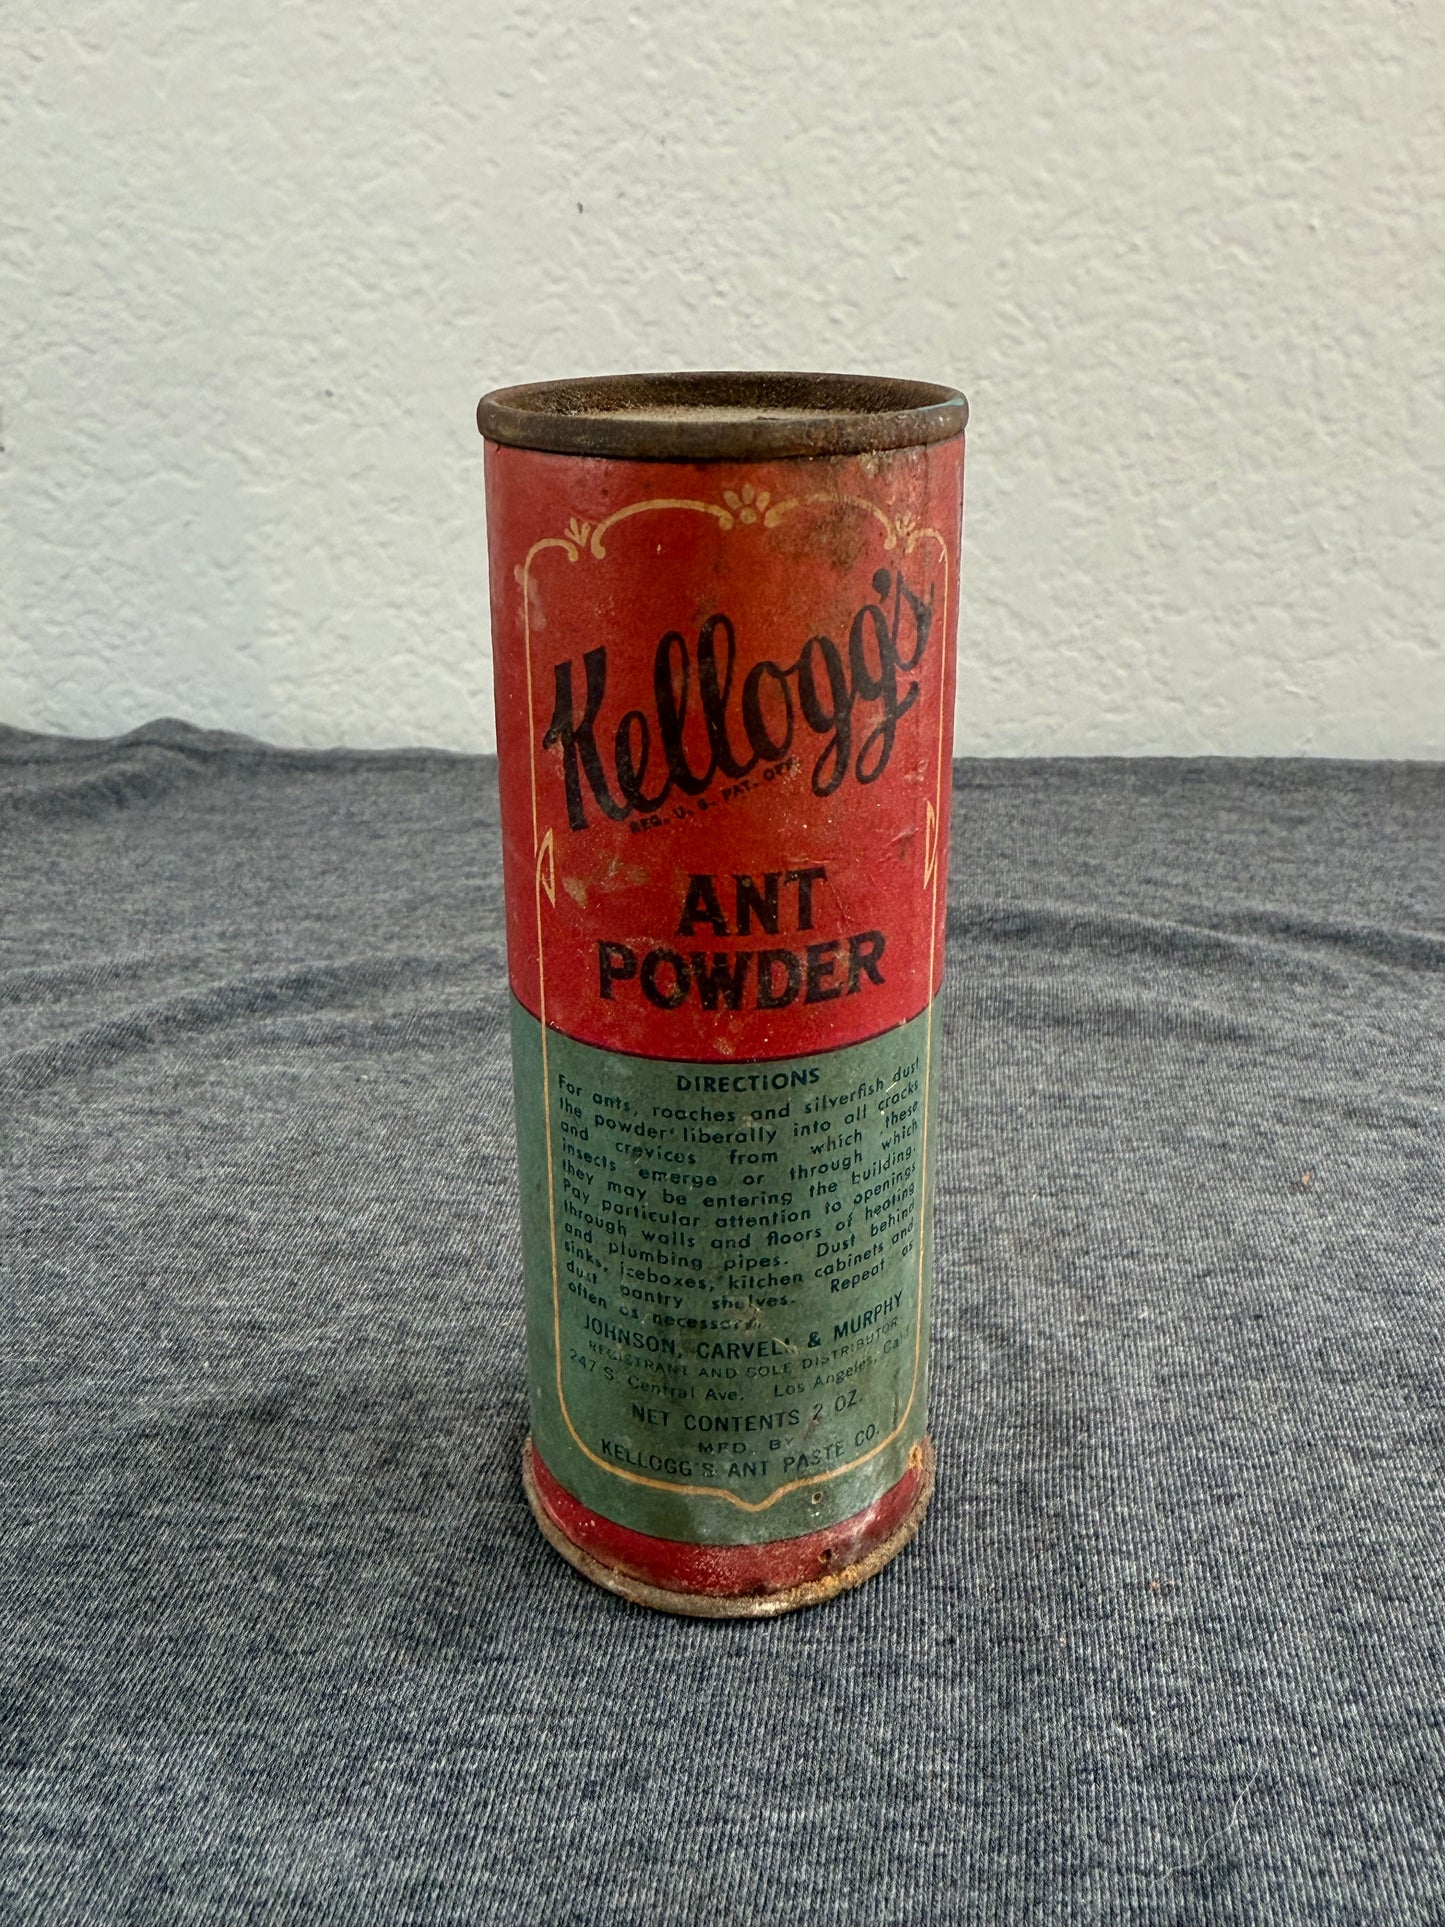 Kellogg's
REG. U. S. PAT. OFF.
ANT
POWDER
DIRECTIONS
For ants, roaches and silverfish dust
the powder liberally into all cracks
and crevices from which these
insects emerge or through which
they may be entering the building.
Pay particular attention to openings
through walls and floors of heating
and plumbing pipes. Dust behind
sinks, iceboxes, kitchen cabinets and
dust pantry shelves. Repeat as
often as necessary.
JOHNSON, CARVELL & MURPHY
REGISTRANT AND SOLE DISTRIBUTOR
247 S. Central Ave. Los Angeles, Calif.
NET CONTENTS 2 OZ.
MFD. BY
KELLOGG'S ANT PASTE CO.